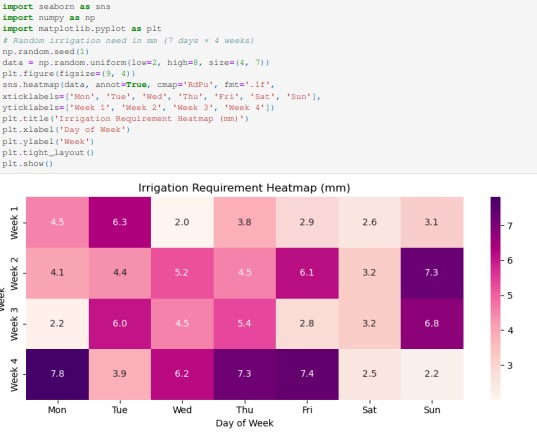 import seaborn as sns
import numpy as np
import matplotlib.pyplot as plt
# Random irrigation need in mm (7 days × 4 weeks)
np.random.seed(1)
data = np.random.uniform(low=2, high=8, size=(4, 7))
plt.figure(figsize=(9, 4))
sns.heatmap(data, annot=True, cmap='RdPu', fmt='.1f',
xticklabels=['Mon', 'Tue', 'Wed', 'Thu', 'Fri', 'Sat', 'Sun'],
yticklabels=['Week 1', 'Week 2', 'Week 3', 'Week 4'])
plt.title('Irrigation Requirement Heatmap (mm)')
plt.xlabel('Day of Week')
plt.ylabel('Week')
plt.tight_layout()
plt.show()
Irrigation Requirement Heatmap (mm)
Week
Week 1 4.5 6.3 2.0 3.8 2.9 2.6 3.1
Week 2 4.1 4.4 5.2 4.5 6.1 3.2 7.3
Week 3 2.2 6.0 4.5 5.4 2.8 3.2 6.8
Week 4 7.8 3.9 6.2 7.3 7.4 2.5 2.2
Mon Tue Wed Thu Fri Sat Sun
Day of Week
7
6
5
4
3